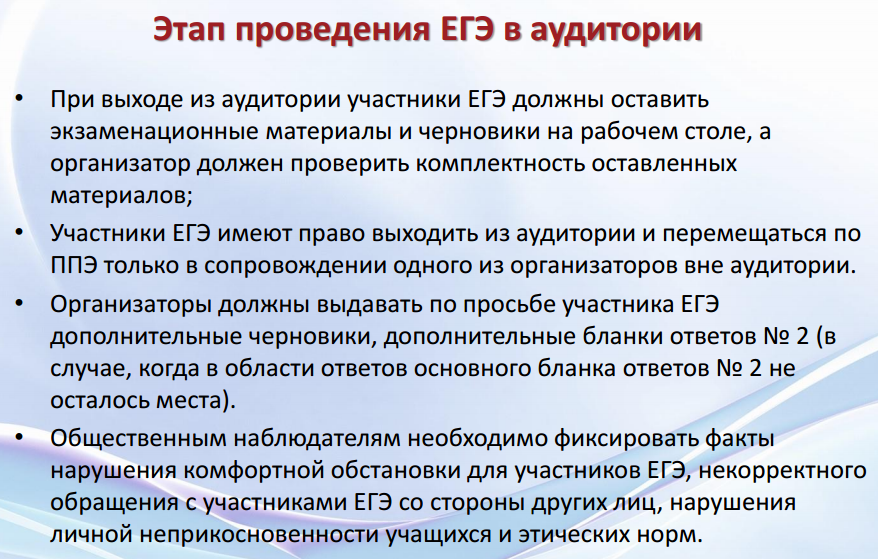 Этап проведения ЕГЭ в аудитории
• При выходе из аудитории участники ЕГЭ должны оставить
экзаменационные материалы и черновики на рабочем столе, а
организатор должен проверить комплектность оставленных
материалов;
• Участники ЕГЭ имеют право выходить из аудитории и перемещаться по
ППЭ только в сопровождении одного из организаторов вне аудитории.
• Организаторы должны выдавать по просьбе участника ЕГЭ
дополнительные черновики, дополнительные бланки ответов № 2 (в
случае, когда в области ответов основного бланка ответов № 2 не
осталось места).
• Общественным наблюдателям необходимо фиксировать факты
нарушения комфортной обстановки для участников ЕГЭ, некорректного
обращения с участниками ЕГЭ со стороны других лиц, нарушения
личной неприкосновенности учащихся и этических норм.